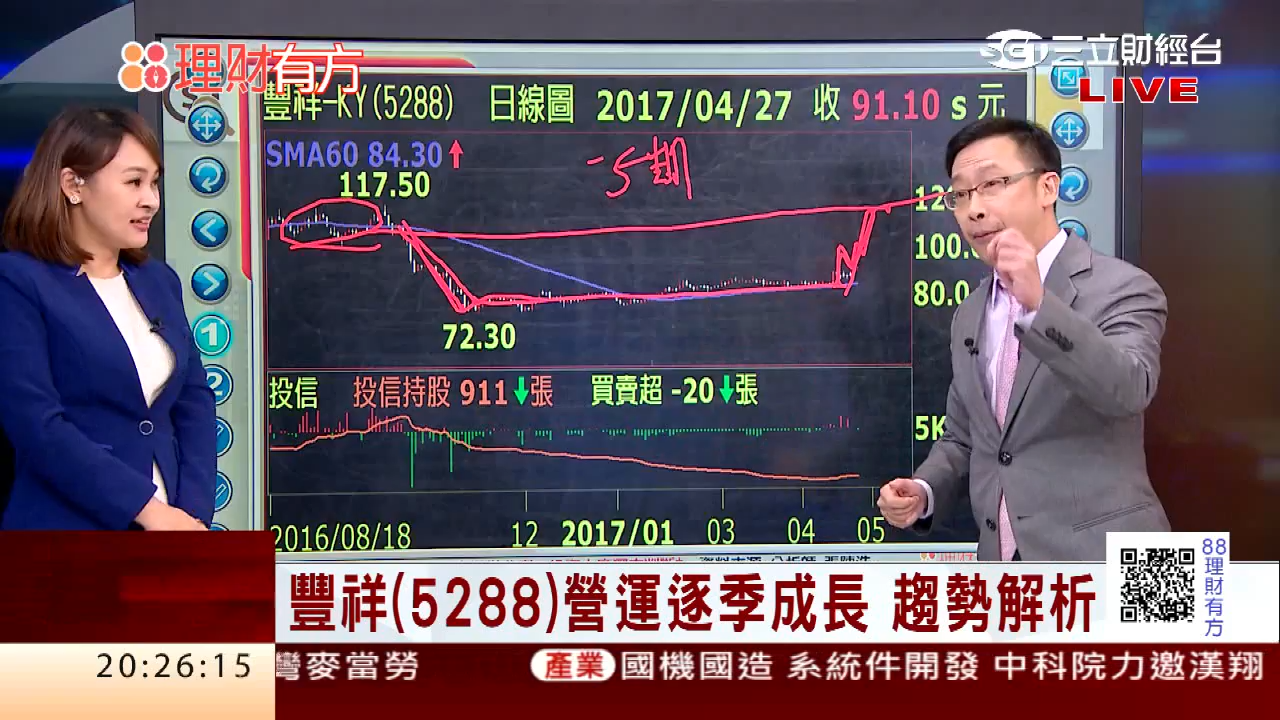 理財有方
三立財經台
LIVE
豐祥-KY(5288) 日線圖 2017/04/27 收 91.10 s 元
SMA60 84.30
117.50
-5期
100.
80.0
72.30
投信 投信持股 911 張 買賣超 -20 張
5K
2016/08/18 12 2017/01 03 04 05
豐祥(5288)營運逐季成長 趨勢解析
88理財有方
20:26:15
灣麥當勞 產業 國機國造 系統件開發 中科院力邀漢翔